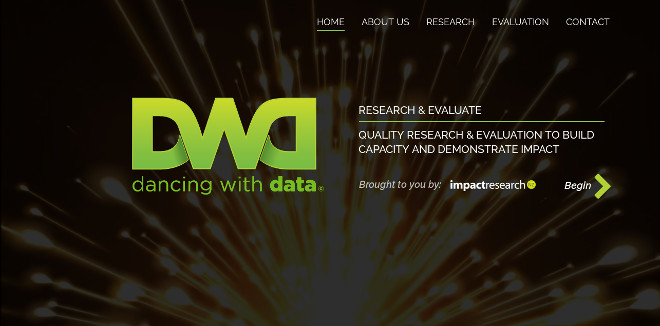 HOME ABOUT US RESEARCH EVALUATION CONTACT
DWD
dancing with data®
RESEARCH & EVALUATE
QUALITY RESEARCH & EVALUATION TO BUILD
CAPACITY AND DEMONSTRATE IMPACT
Brought to you by: impactresearch
Begin